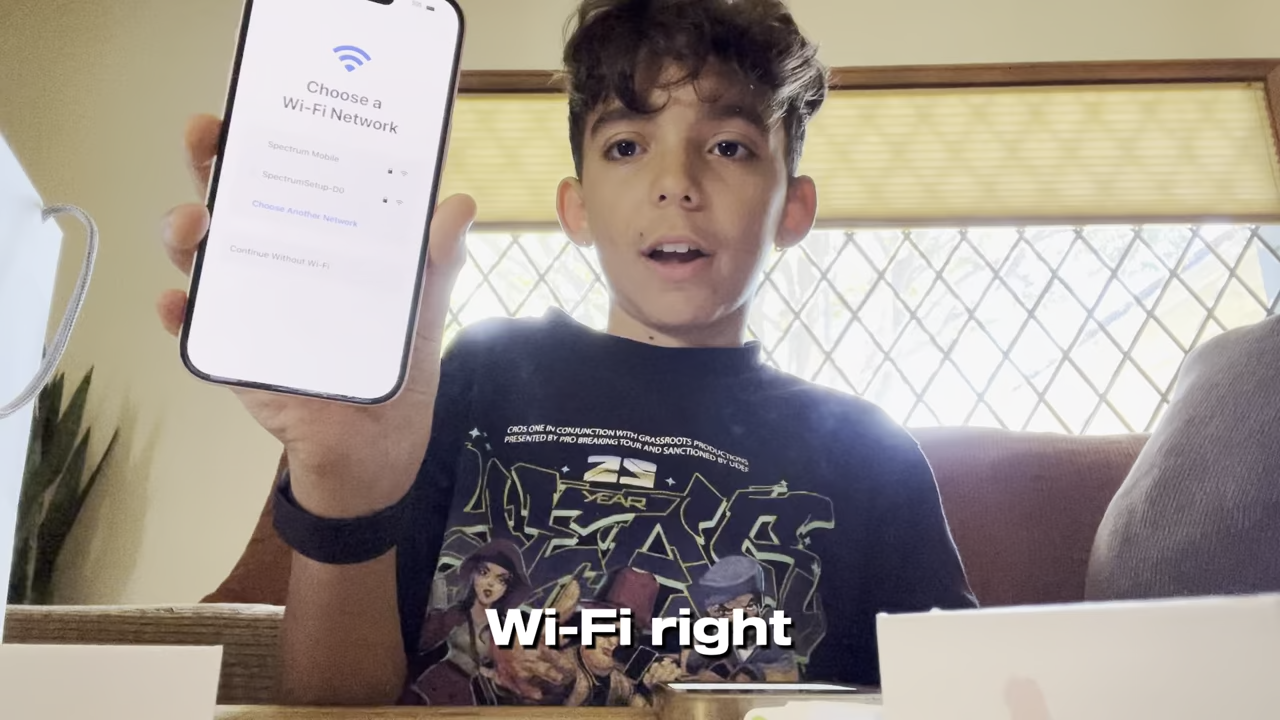 Choose a
Wi-Fi Network
Spectrum Mobile
SpectrumSetup-D0
Choose Another Network
Continue Without Wi-Fi
CROS ONE IN CONJUNCTION WITH GRASSROOTS PRODUCTIONS
PRESENTED BY PRO BREAKING TOUR AND SANCTIONED BY UDEF
25
YEAR
Wi-Fi right